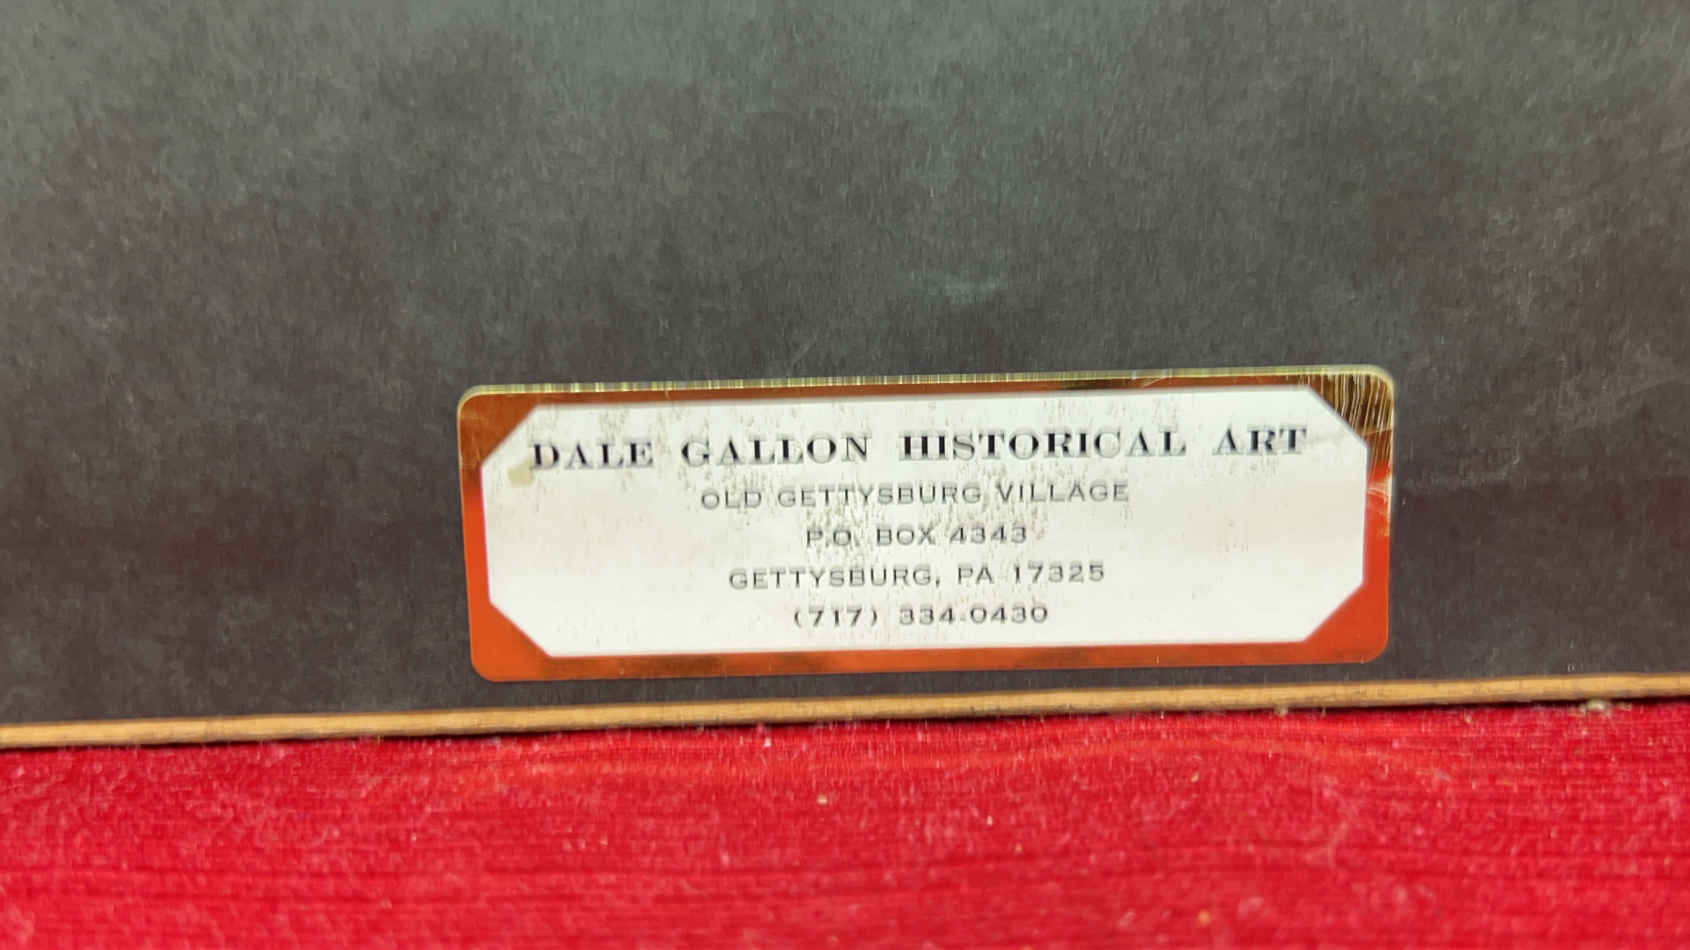 DALE GALLON HISTORICAL ART
OLD GETTYSBURG VILLAGE
P.O. BOX 4343
GETTYSBURG, PA 17325
(717) 334-0430